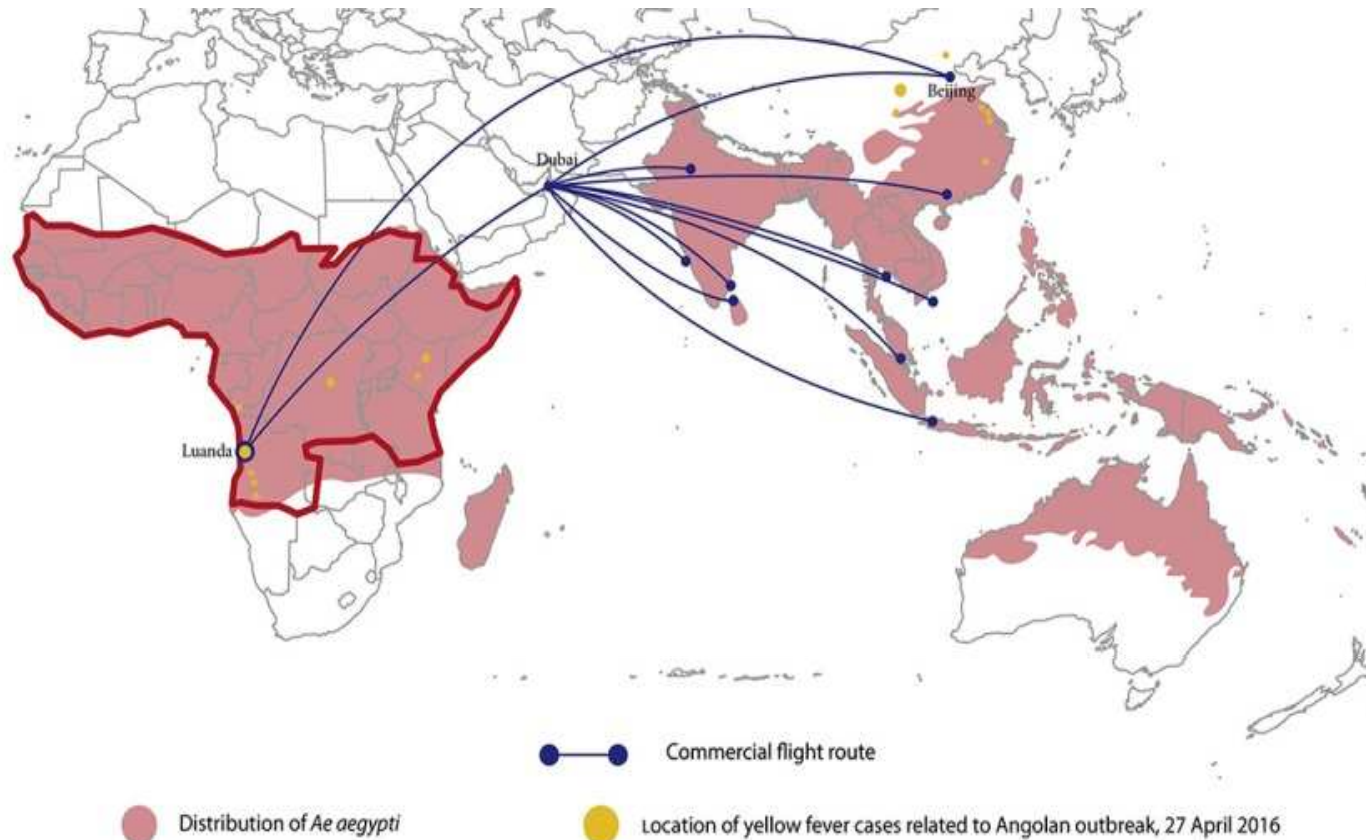 Beijing
Dubai
Luanda
Commercial flight route
Distribution of Ae aegypti
Location of yellow fever cases related to Angolan outbreak, 27 April 2016